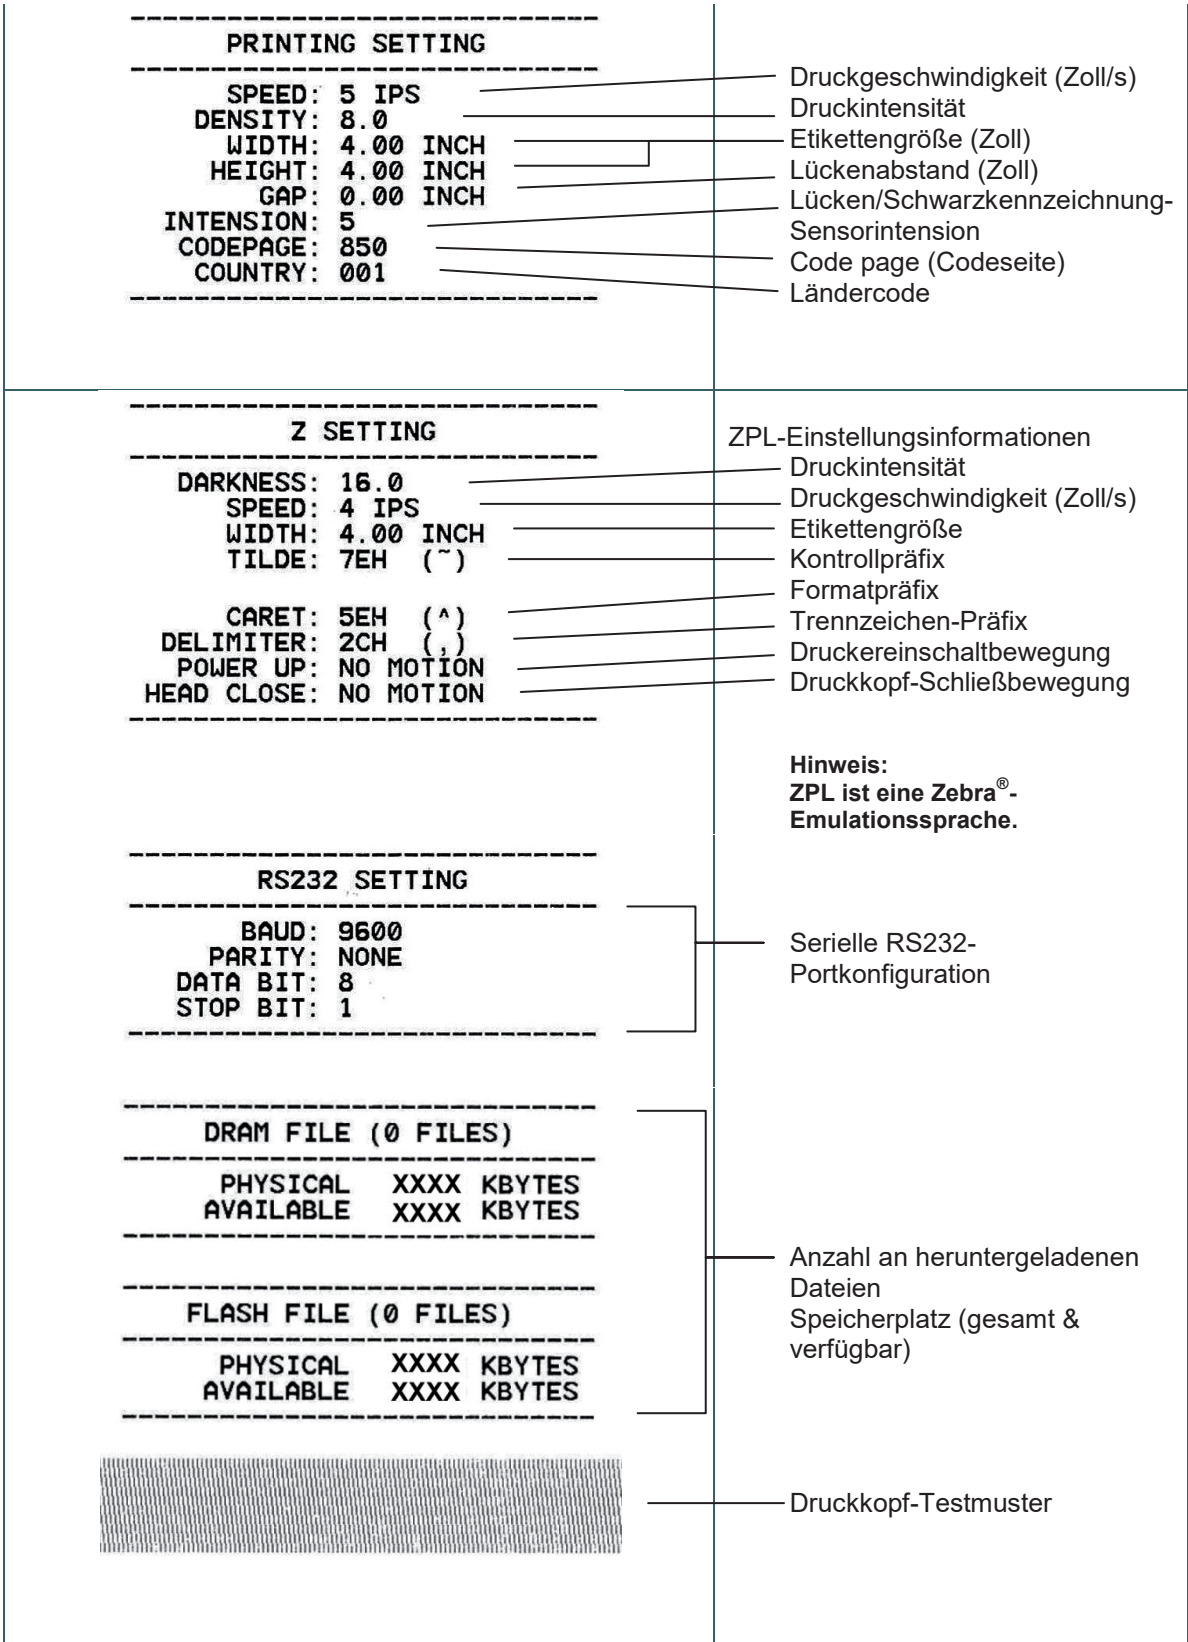 PRINTING SETTING
SPEED: 5 IPS
DENSITY: 8.0
WIDTH: 4.00 INCH
HEIGHT: 4.00 INCH
GAP: 0.00 INCH
INTENSION: 5
CODEPAGE: 850
COUNTRY: 001
Druckgeschwindigkeit (Zoll/s)
Druckintensität
Etikettengröße (Zoll)
Lückenabstand (Zoll)
Lücken/Schwarzkennzeichnung-
Sensorintension
Code page (Codeseite)
Ländercode
Z SETTING
DARKNESS: 16.0
SPEED: 4 IPS
WIDTH: 4.00 INCH
TILDE: 7EH (~)
CARET: 5EH (^)
DELIMITER: 2CH (,)
POWER UP: NO MOTION
HEAD CLOSE: NO MOTION
ZPL-Einstellungsinformationen
Druckintensität
Druckgeschwindigkeit (Zoll/s)
Etikettengröße
Kontrollpräfix
Formatpräfix
Trennzeichen-Präfix
Druckereinschaltbewegung
Druckkopf-Schließbewegung
Hinweis:
ZPL ist eine Zebra®-
Emulationssprache.
RS232 SETTING
BAUD: 9600
PARITY: NONE
DATA BIT: 8
STOP BIT: 1
Serielle RS232-
Portkonfiguration
DRAM FILE (0 FILES)
PHYSICAL XXXX KBYTES
AVAILABLE XXXX KBYTES
FLASH FILE (0 FILES)
PHYSICAL XXXX KBYTES
AVAILABLE XXXX KBYTES
Anzahl an heruntergeladenen
Dateien
Speicherplatz (gesamt &
verfügbar)
Druckkopf-Testmuster